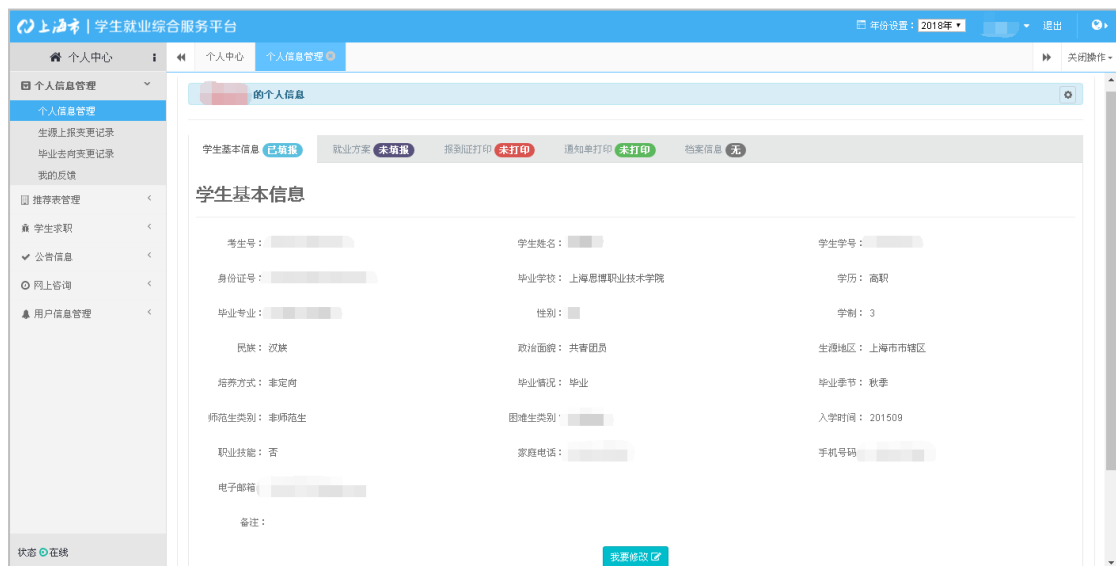 上海市 | 学生就业综合服务平台 年份设置： 2018年 退出
个人中心 个人中心 个人信息管理 关闭操作
个人信息管理
个人信息管理
生源上报变更记录
毕业去向变更记录
我的反馈
推荐表管理
学生求职
公告信息
网上咨询
用户信息管理
状态 在线
的个人信息
学生基本信息 已填报 就业方案 未填报 报到证打印 未打印 通知单打印 未打印 档案信息 无
学生基本信息
考生号： 学生姓名： 学生学号：
身份证号： 毕业学校： 上海思博职业技术学院 学历： 高职
毕业专业： 性别： 学制： 3
民族： 汉族 政治面貌： 共青团员 生源地区： 上海市市辖区
培养方式： 非定向 毕业情况： 毕业 毕业季节： 秋季
师范生类别： 非师范生 困难生类别： 入学时间： 201509
职业技能： 否 家庭电话： 手机号码
电子邮箱
备注：
我要修改